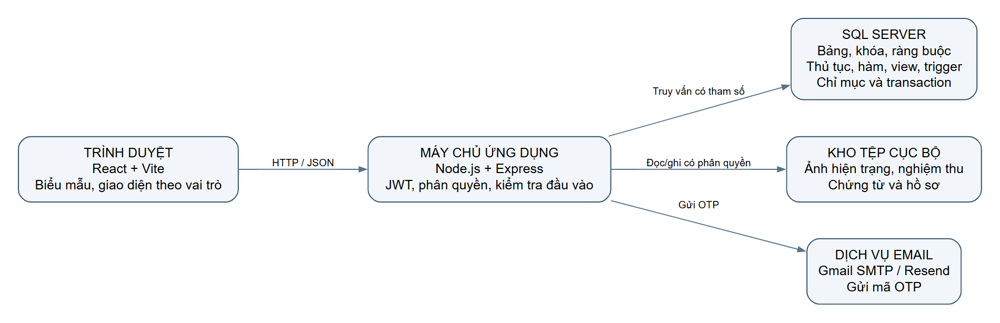 TRÌNH DUYỆT
React + Vite
Biểu mẫu, giao diện theo vai trò
HTTP / JSON
MÁY CHỦ ỨNG DỤNG
Node.js + Express
JWT, phân quyền, kiểm tra đầu vào
Truy vấn có tham số
SQL SERVER
Bảng, khóa, ràng buộc
Thủ tục, hàm, view, trigger
Chỉ mục và transaction
Đọc/ghi có phân quyền
KHO TỆP CỤC BỘ
Ảnh hiện trạng, nghiệm thu
Chứng từ và hồ sơ
Gửi OTP
DỊCH VỤ EMAIL
Gmail SMTP / Resend
Gửi mã OTP